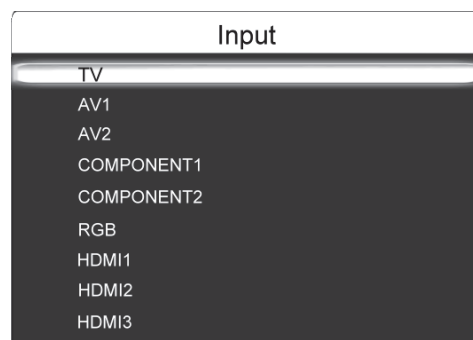 Input
TV
AV1
AV2
COMPONENT1
COMPONENT2
RGB
HDMI1
HDMI2
HDMI3